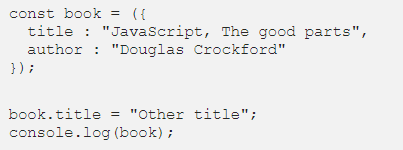 const book = ({
  title : "JavaScript, The good parts",
  author : "Douglas Crockford"
});

book.title = "Other title";
console.log(book);